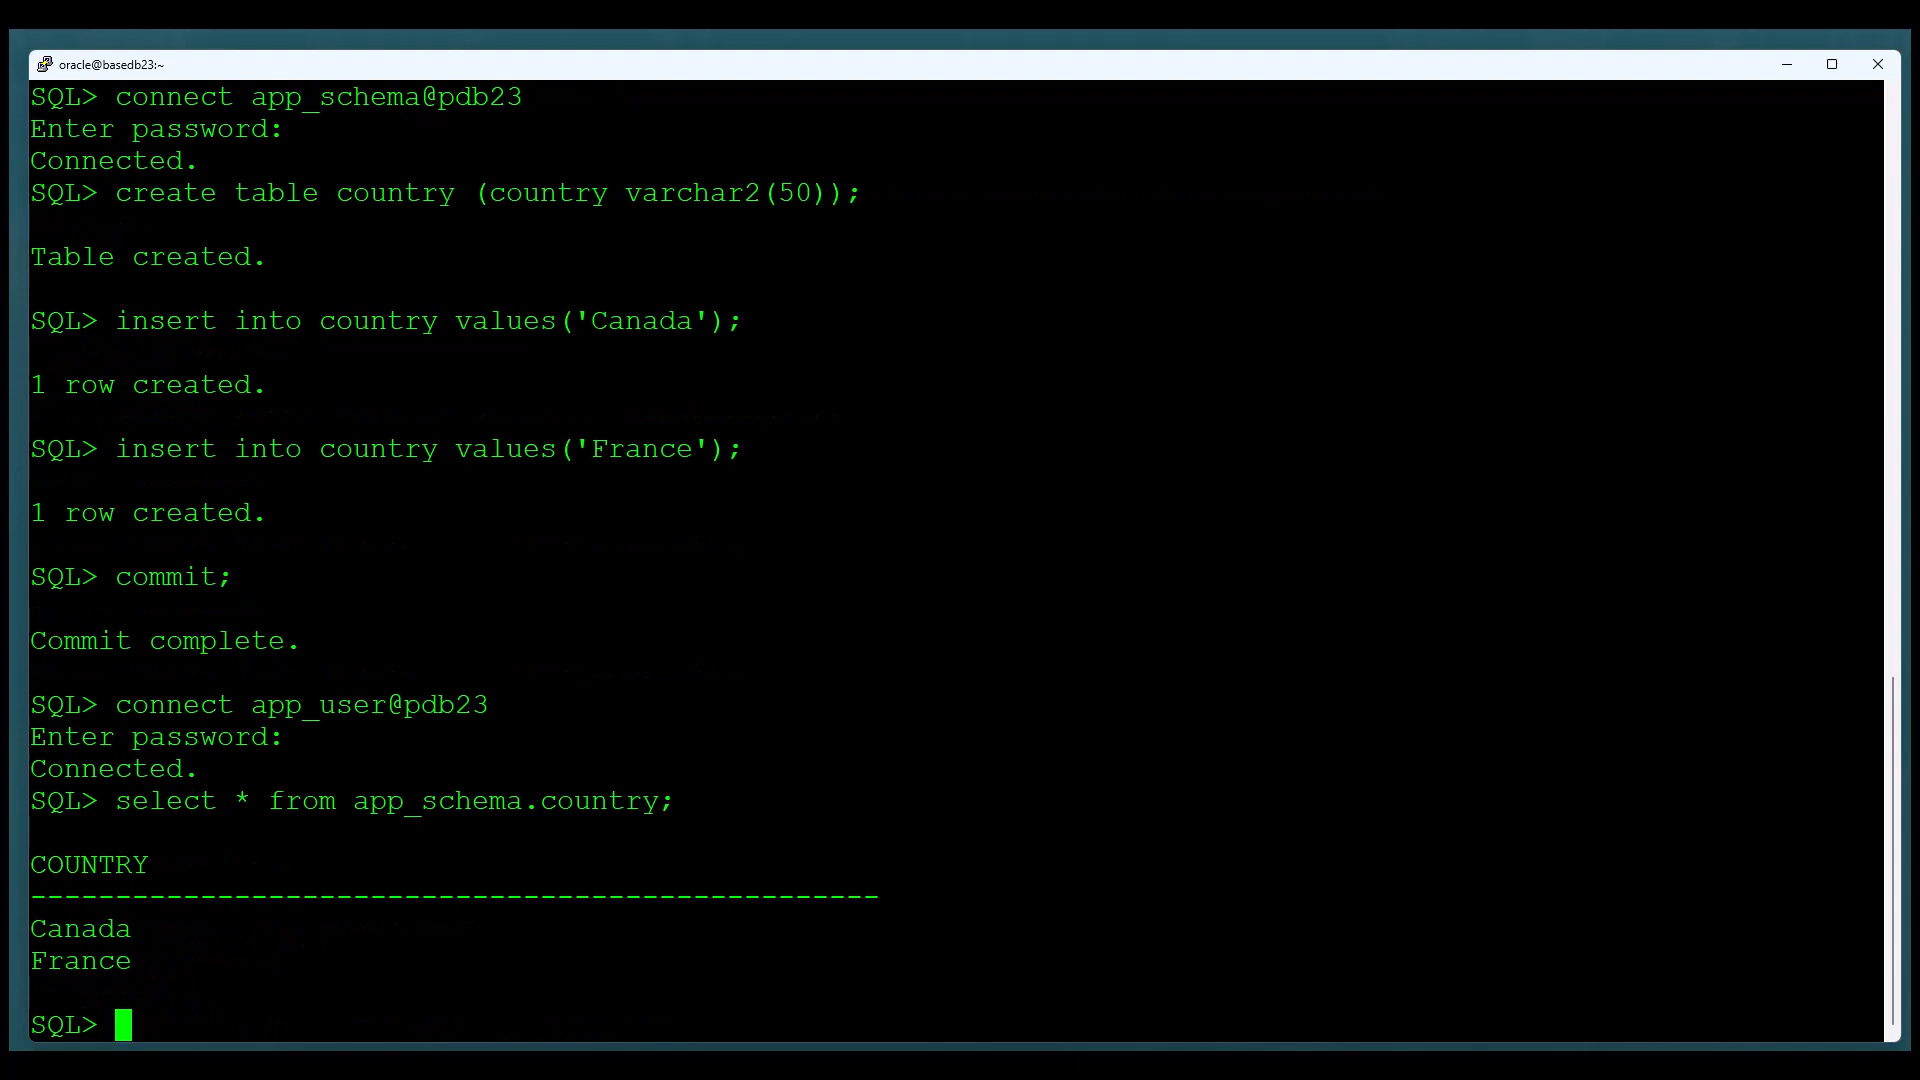 oracle@basedb23:~
SQL> connect app_schema@pdb23
Enter password:
Connected.
SQL> create table country (country varchar2(50));
Table created.
SQL> insert into country values('Canada');
1 row created.
SQL> insert into country values('France');
1 row created.
SQL> commit;
Commit complete.
SQL> connect app_user@pdb23
Enter password:
Connected.
SQL> select * from app_schema.country;
COUNTRY
--------------------------------------------------
Canada
France
SQL>